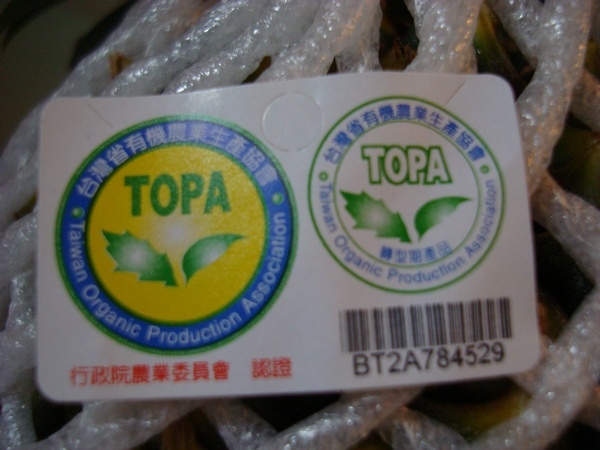 台灣省有機農業生產協會
TOPA
Taiwan Organic Production Association
行政院農業委員會 認證
台灣省有機農業生產協會
TOPA
轉型期產品
Taiwan Organic Production Association
BT2A784529